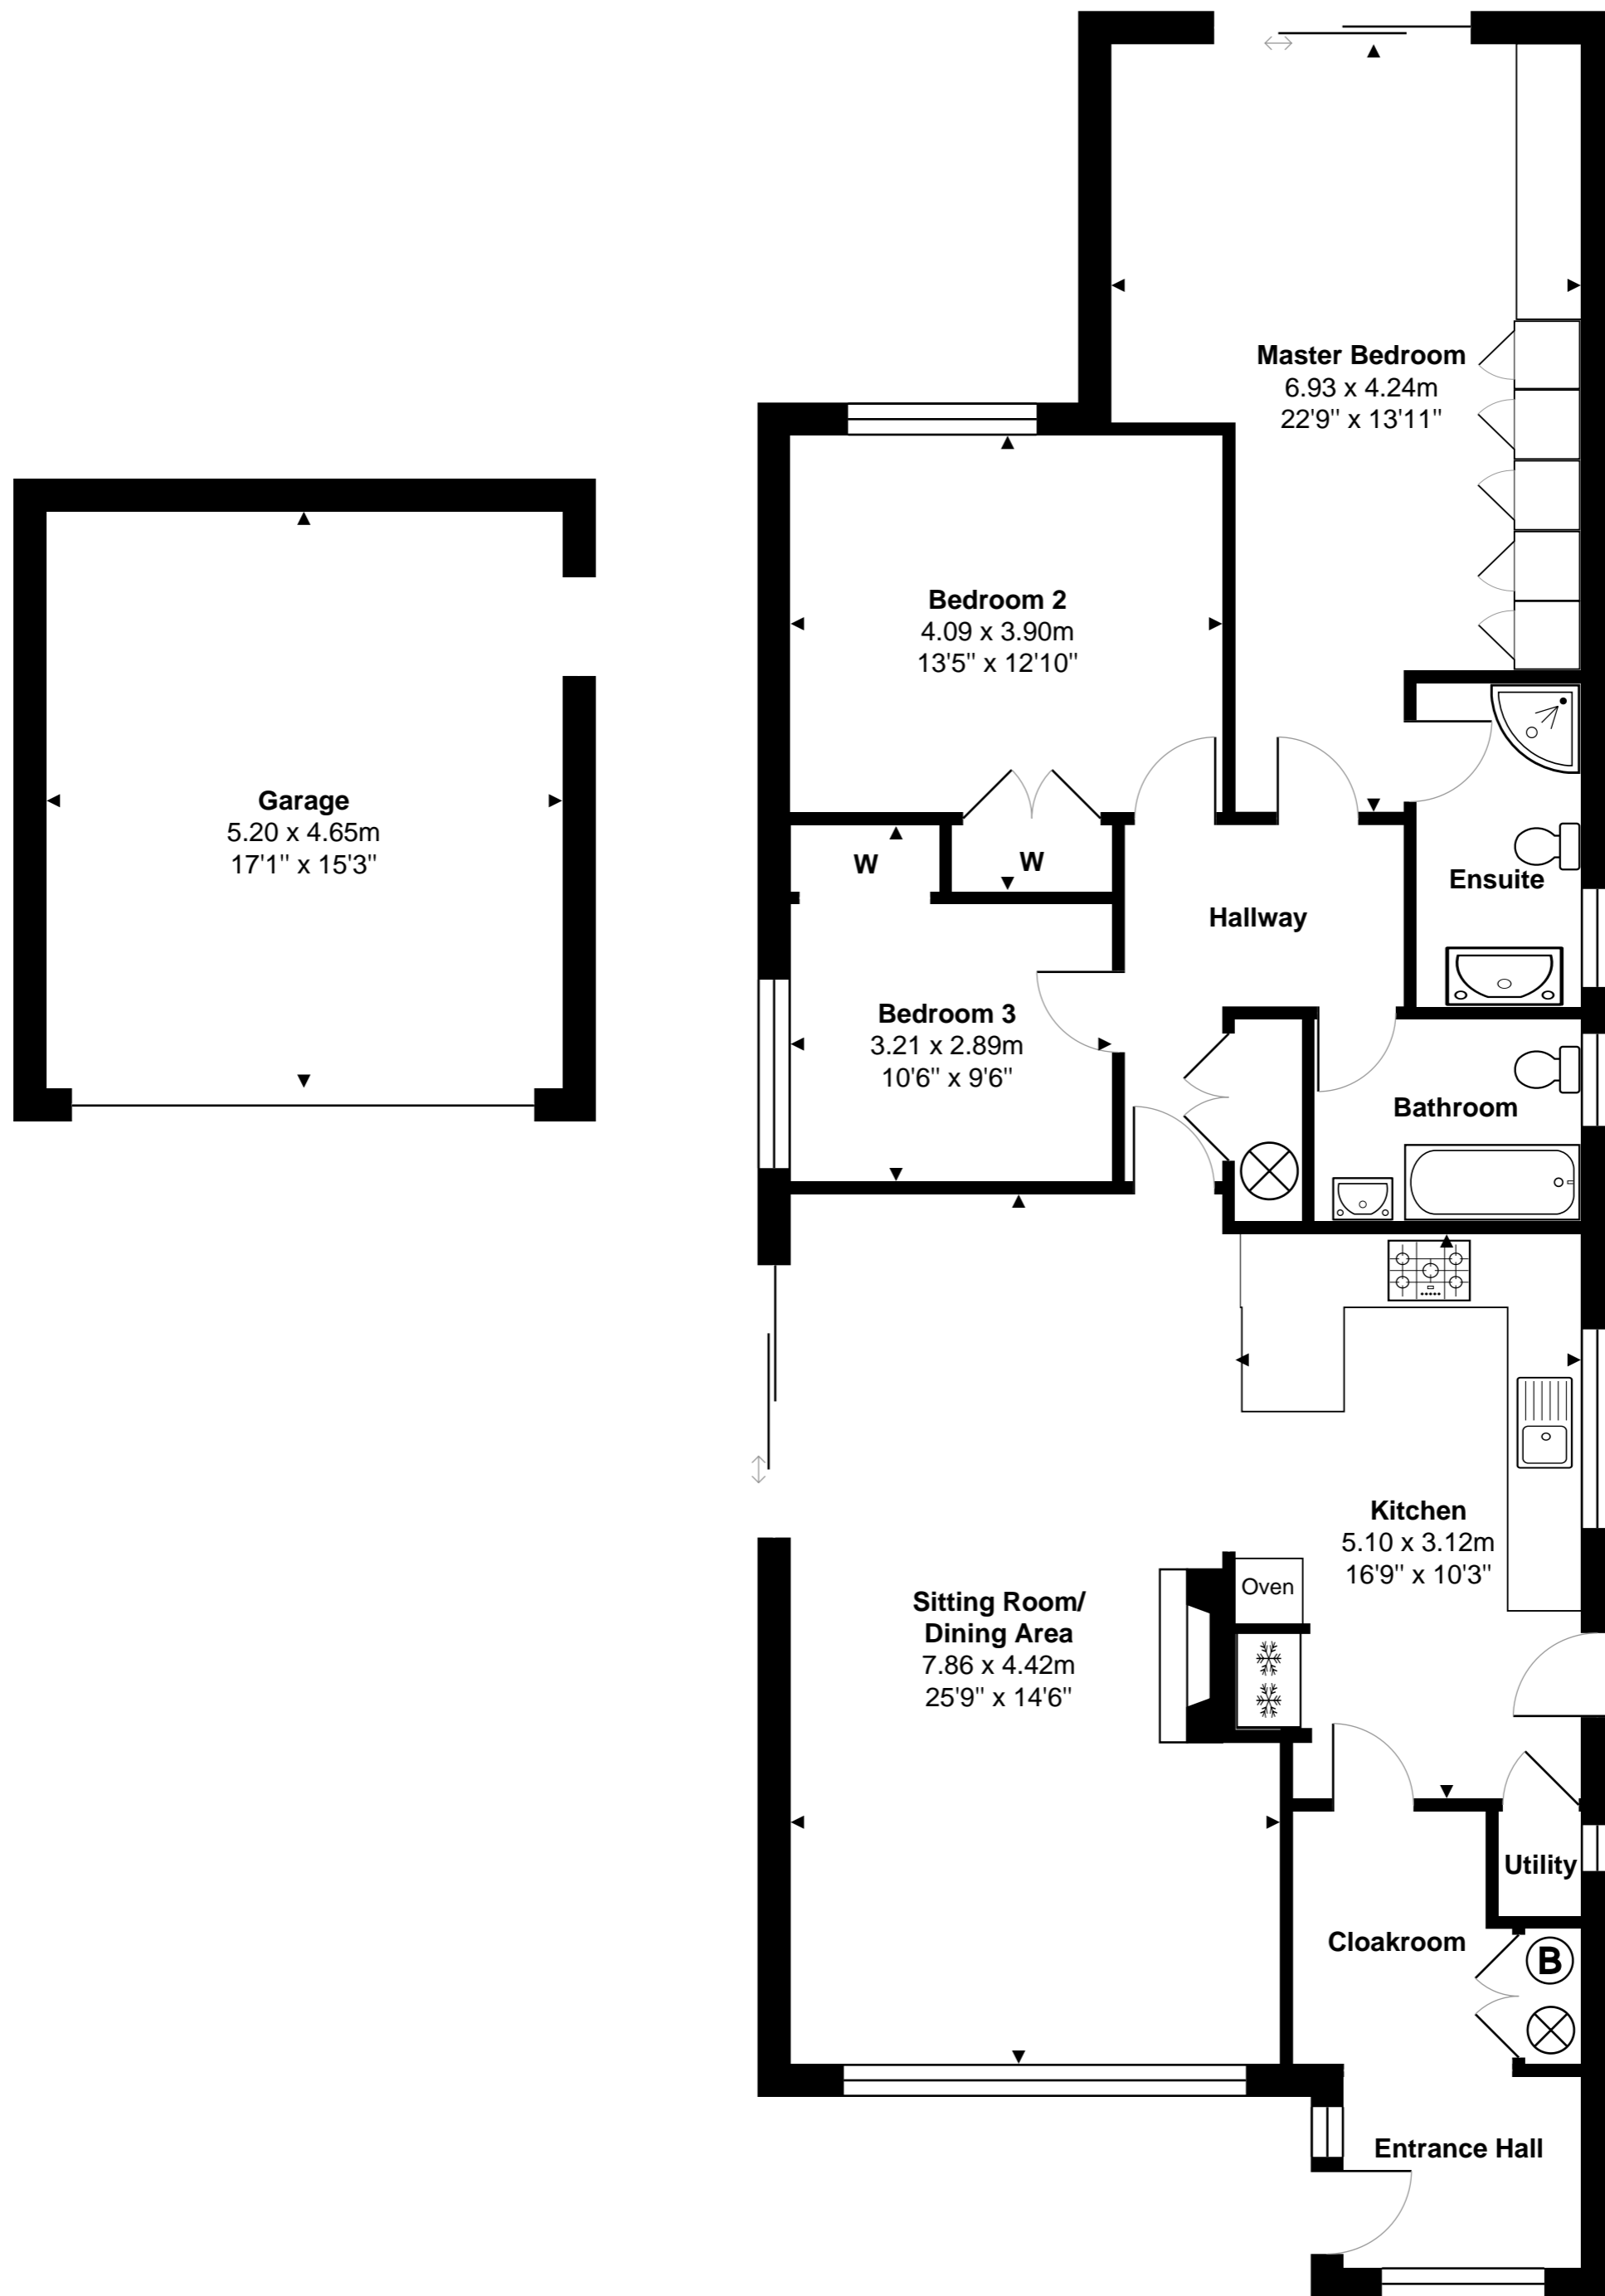 Master Bedroom
6.93 x 4.24m
22'9" x 13'11"
Bedroom 2
4.09 x 3.90m
13'5" x 12'10"
Garage
5.20 x 4.65m
17'1" x 15'3"
W
W
Ensuite
Hallway
Bedroom 3
3.21 x 2.89m
10'6" x 9'6"
Bathroom
Kitchen
5.10 x 3.12m
16'9" x 10'3"
Oven
Sitting Room/
Dining Area
7.86 x 4.42m
25'9" x 14'6"
Utility
Cloakroom
B
Entrance Hall